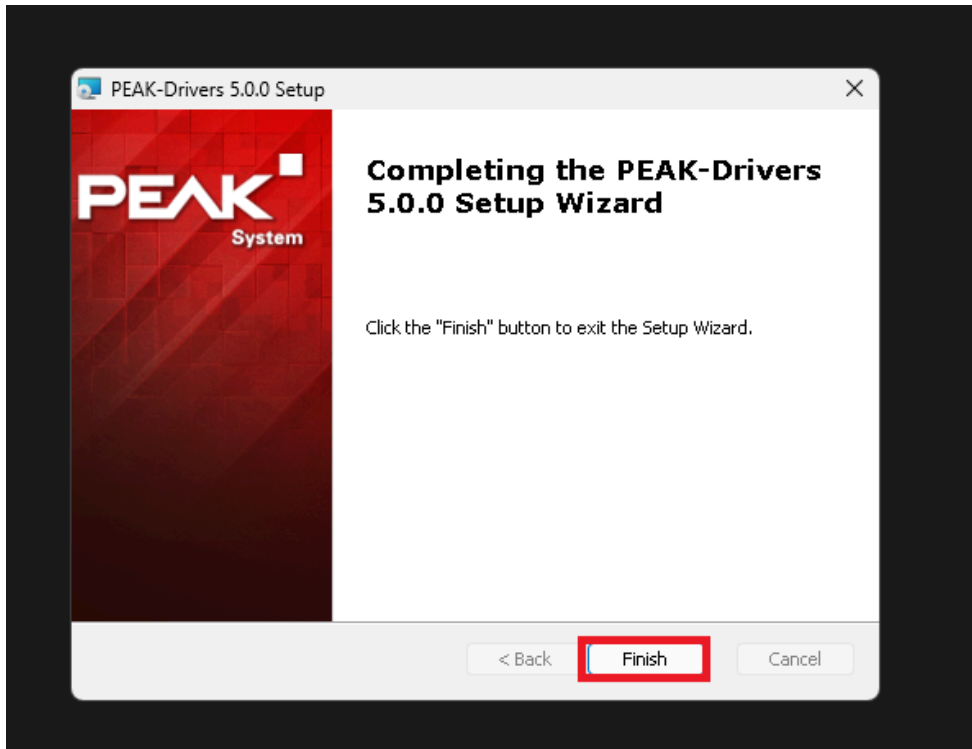 PEAK-Drivers 5.0.0 Setup
PEAK
System
Completing the PEAK-Drivers
5.0.0 Setup Wizard
Click the "Finish" button to exit the Setup Wizard.
< Back
Finish
Cancel